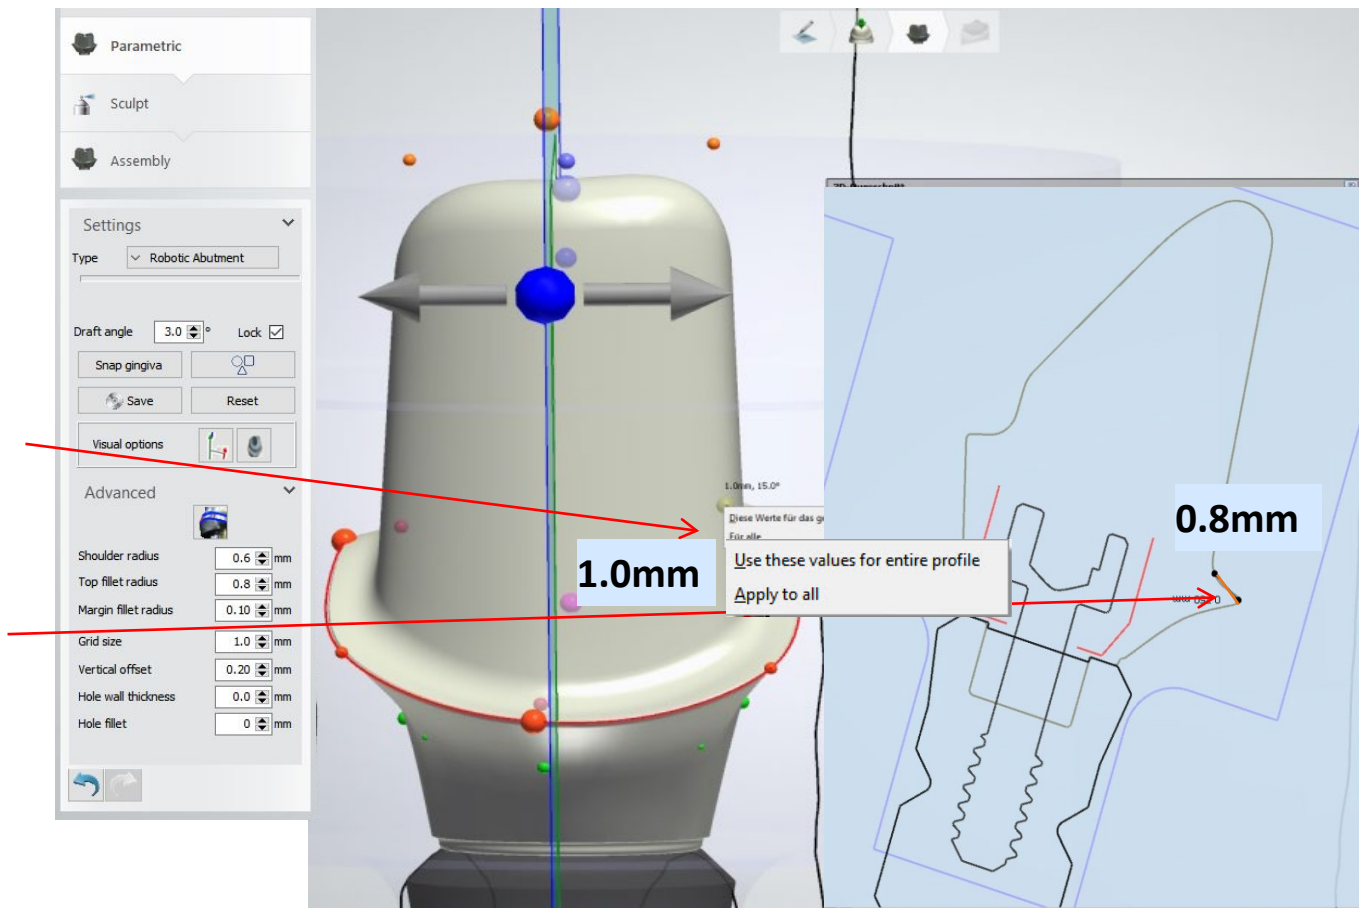 Parametric
Sculpt
Assembly
Settings
Type
Robotic Abutment
Draft angle 3.0 ° Lock
Snap gingiva
Save Reset
Visual options
Advanced
Shoulder radius 0.6 mm
Top fillet radius 0.8 mm
Margin fillet radius 0.10 mm
Grid size 1.0 mm
Vertical offset 0.20 mm
Hole wall thickness 0.0 mm
Hole fillet 0 mm
1.0mm, 15.0°
Diese Werte für das
Für alle
1.0mm
Use these values for entire profile
Apply to all
0.8mm